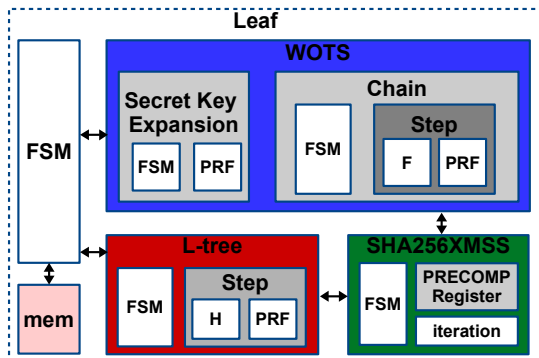 Leaf
WOTS
FSM
Secret Key
Expansion
FSM
PRF
Chain
FSM
Step
F
PRF
L-tree
FSM
Step
H
PRF
SHA256XMSS
FSM
PRECOMP
Register
iteration
mem